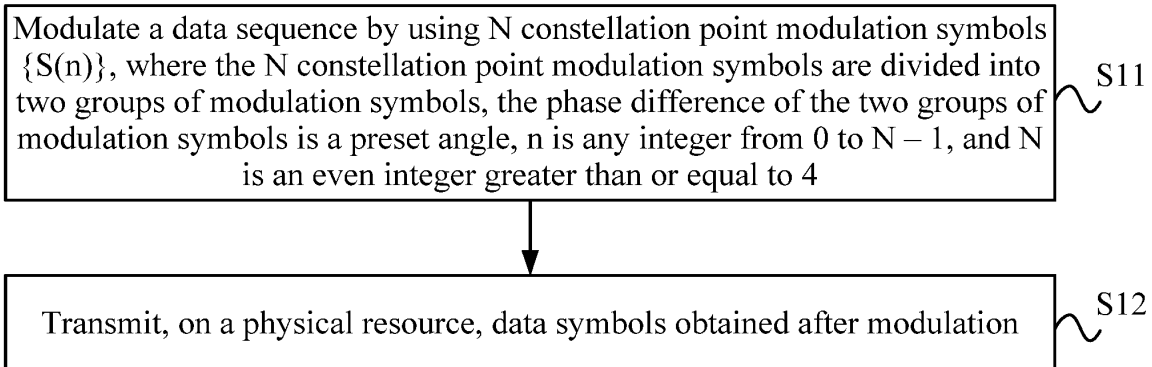 Modulate a data sequence by using N constellation point modulation symbols
{S(n)}, where the N constellation point modulation symbols are divided into
two groups of modulation symbols, the phase difference of the two groups of
modulation symbols is a preset angle, n is any integer from 0 to N – 1, and N
is an even integer greater than or equal to 4
S11
Transmit, on a physical resource, data symbols obtained after modulation
S12